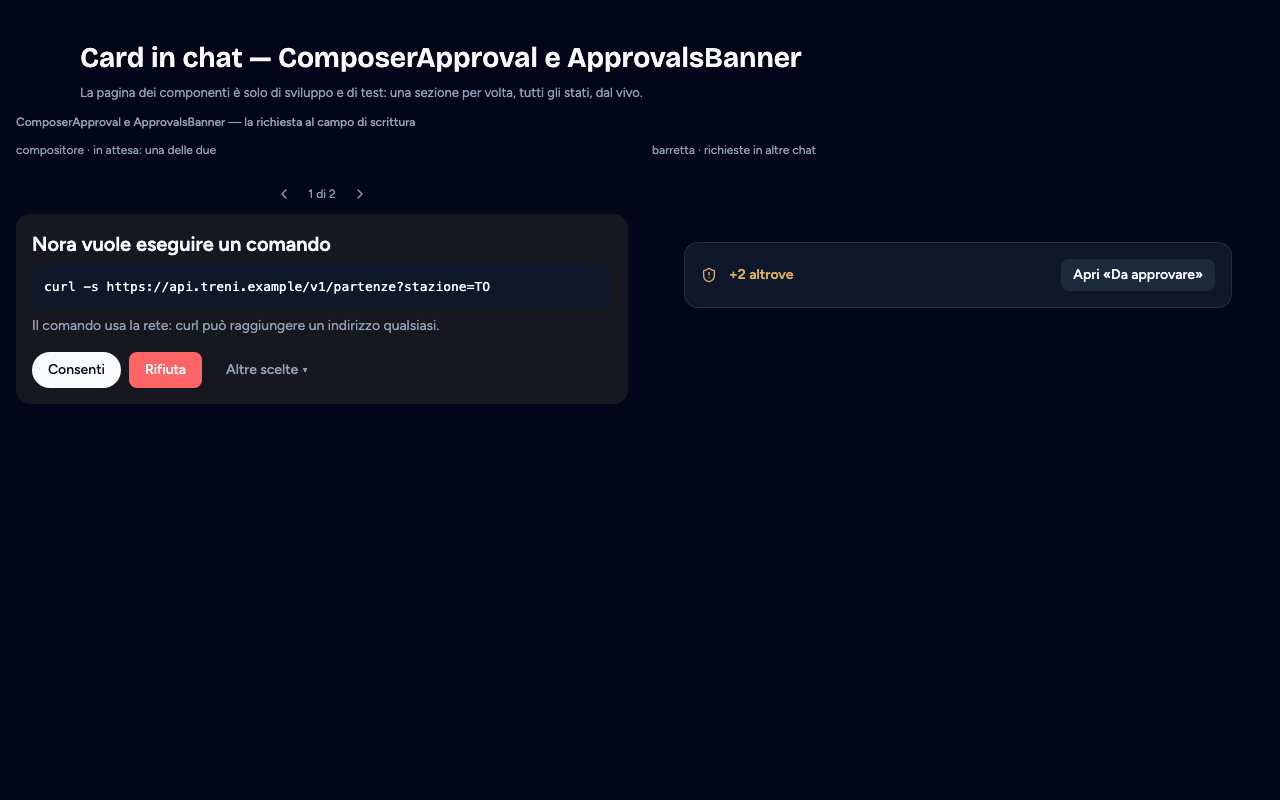 Card in chat — ComposerApproval e ApprovalsBanner
La pagina dei componenti è solo di sviluppo e di test: una sezione per volta, tutti gli stati, dal vivo.
ComposerApproval e ApprovalsBanner — la richiesta al campo di scrittura
compositore · in attesa: una delle due
1 di 2
Nora vuole eseguire un comando
curl -s https://api.treni.example/v1/partenze?stazione=TO
Il comando usa la rete: curl può raggiungere un indirizzo qualsiasi.
Consenti
Rifiuta
Altre scelte ▾
barretta · richieste in altre chat
+2 altrove
Apri «Da approvare»